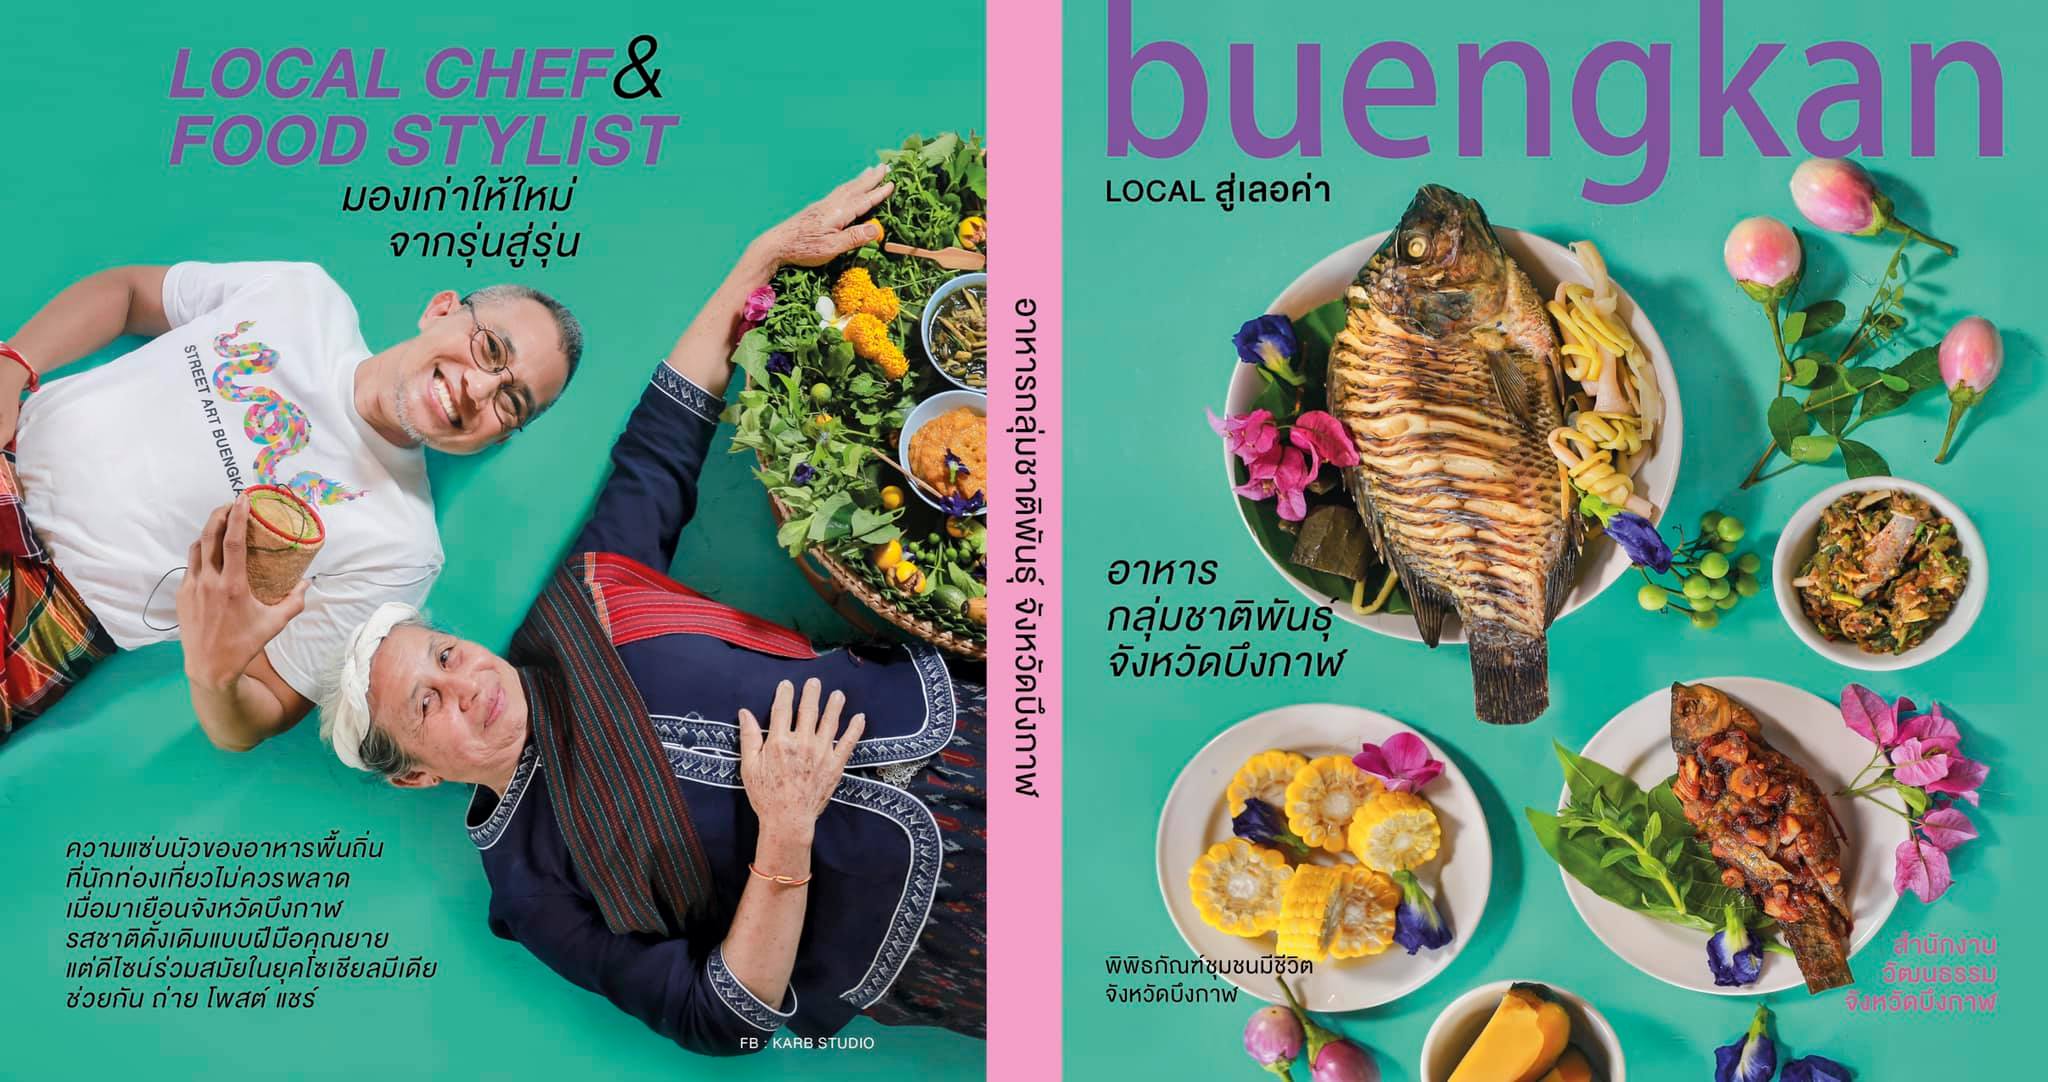 LOCAL CHEF &
FOOD STYLIST
มองเก่าให้ใหม่
จากรุ่นสู่รุ่น
STREET ART BUENGKA
ความแซ่บนัวของอาหารพื้นถิ่น
ที่นักท่องเที่ยวไม่ควรพลาด
เมื่อมาเยือนจังหวัดบึงกาฬ
รสชาติดั้งเดิมแบบฝีมือคุณยาย
แต่ดีไซน์ร่วมสมัยในยุคโซเชียลมีเดีย
ช่วยกัน ถ่าย โพสต์ แชร์
FB : KARB STUDIO
อาหารกลุ่มชาติพันธุ์ จังหวัดบึงกาฬ
buengkan
LOCAL สู่เลอค่า
อาหาร
กลุ่มชาติพันธุ์
จังหวัดบึงกาฬ
พิพิธภัณฑ์ชุมชนมีชีวิต
จังหวัดบึงกาฬ
สำนักงาน
วัฒนธรรม
จังหวัดบึงกาฬ